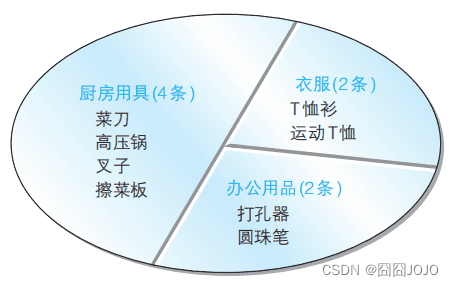 厨房用具(4条)
菜刀
高压锅
叉子
擦菜板
衣服(2条)
T恤衫
运动T恤
办公用品(2条)
打孔器
圆珠笔
CSDN @囧囧JOJO